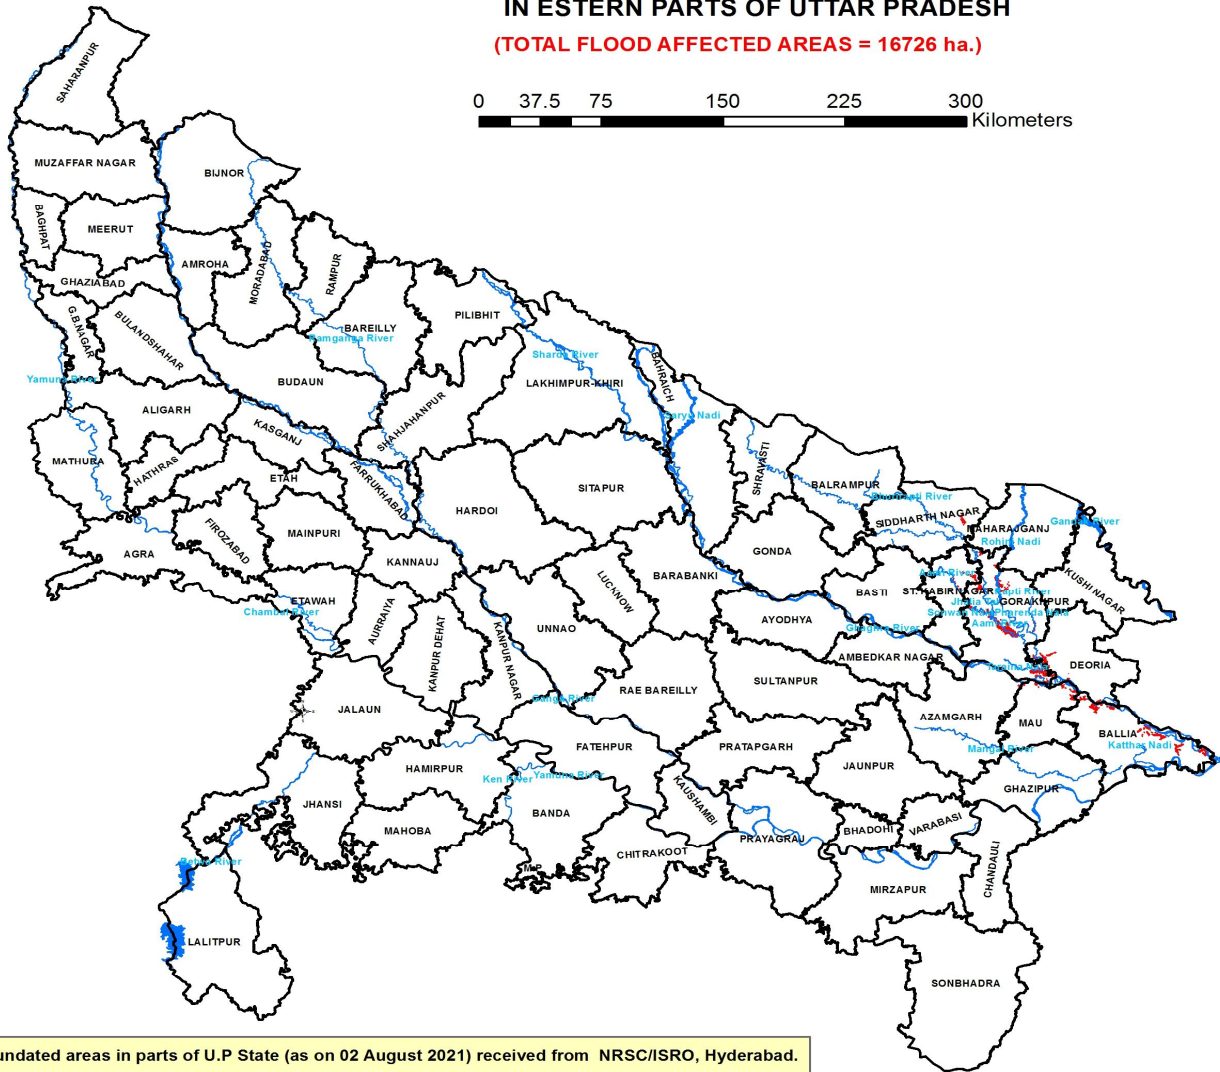 IN ESTERN PARTS OF UTTAR PRADESH
(TOTAL FLOOD AFFECTED AREAS = 16726 ha.)
0 37.5 75 150 225 300
Kilometers
SAHARANPUR
MUZAFFAR NAGAR
BIJNOR
BAGHPAT
MEERUT
AMROHA
MORADABAD
RAMPUR
GHAZIABAD
G.B.NAGAR
BULANDSHAHAR
BAREILLY
Ramganga River
PILIBHIT
Sharda River
LAKHIMPUR-KHIRI
BAHRAICH
Saryu Nadi
Yamuna River
BUDAUN
SHAHJAHANPUR
ALIGARH
KASGANJ
MATHURA
HATHRAS
ETAH
FARRUKHABAD
HARDOI
SITAPUR
SHRAVASTI
BALRAMPUR
River
SIDDHARTH NAGAR
MAHARAJGANJ
Rohin Nadi
Gandak River
AGRA
FIROZABAD
MAINPURI
KANNAUJ
GONDA
BARABANKI
LUCKNOW
BASTI
ST.KABIRNAGAR
GORAKHPUR
KUSHI NAGAR
Rapti River
ETAWAH
Chambal River
AURRAIYA
KANPUR DEHAT
KANPUR NAGAR
UNNAO
AYODHYA
Ghaghra River
AMBEDKAR NAGAR
DEORIA
RAE BAREILLY
SULTANPUR
Ganga River
JALAUN
AZAMGARH
MAU
BALLIA
Katthar Nadi
Mangai River
FATEHPUR
PRATAPGARH
JAUNPUR
GHAZIPUR
HAMIRPUR
Ken River
Yamuna River
KAUSHAMBI
JHANSI
MAHOBA
BANDA
PRAYAGRAJ
BHADOHI
VARABASI
CHANDAULI
CHITRAKOOT
M.P.
Betwa River
MIRZAPUR
LALITPUR
SONBHADRA
undated areas in parts of U.P State (as on 02 August 2021) received from NRSC/ISRO, Hyderabad.